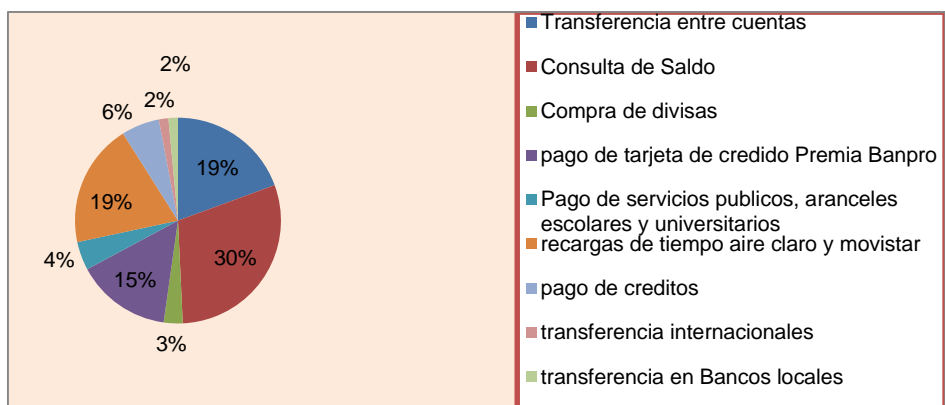 2%
6%
2%
19%
19%
30%
15%
4%
3%
Transferencia entre cuentas
Consulta de Saldo
Compra de divisas
pago de tarjeta de credido Premia Banpro
Pago de servicios publicos, aranceles
escolares y universitarios
recargas de tiempo aire claro y movistar
pago de creditos
transferencia internacionales
transferencia en Bancos locales